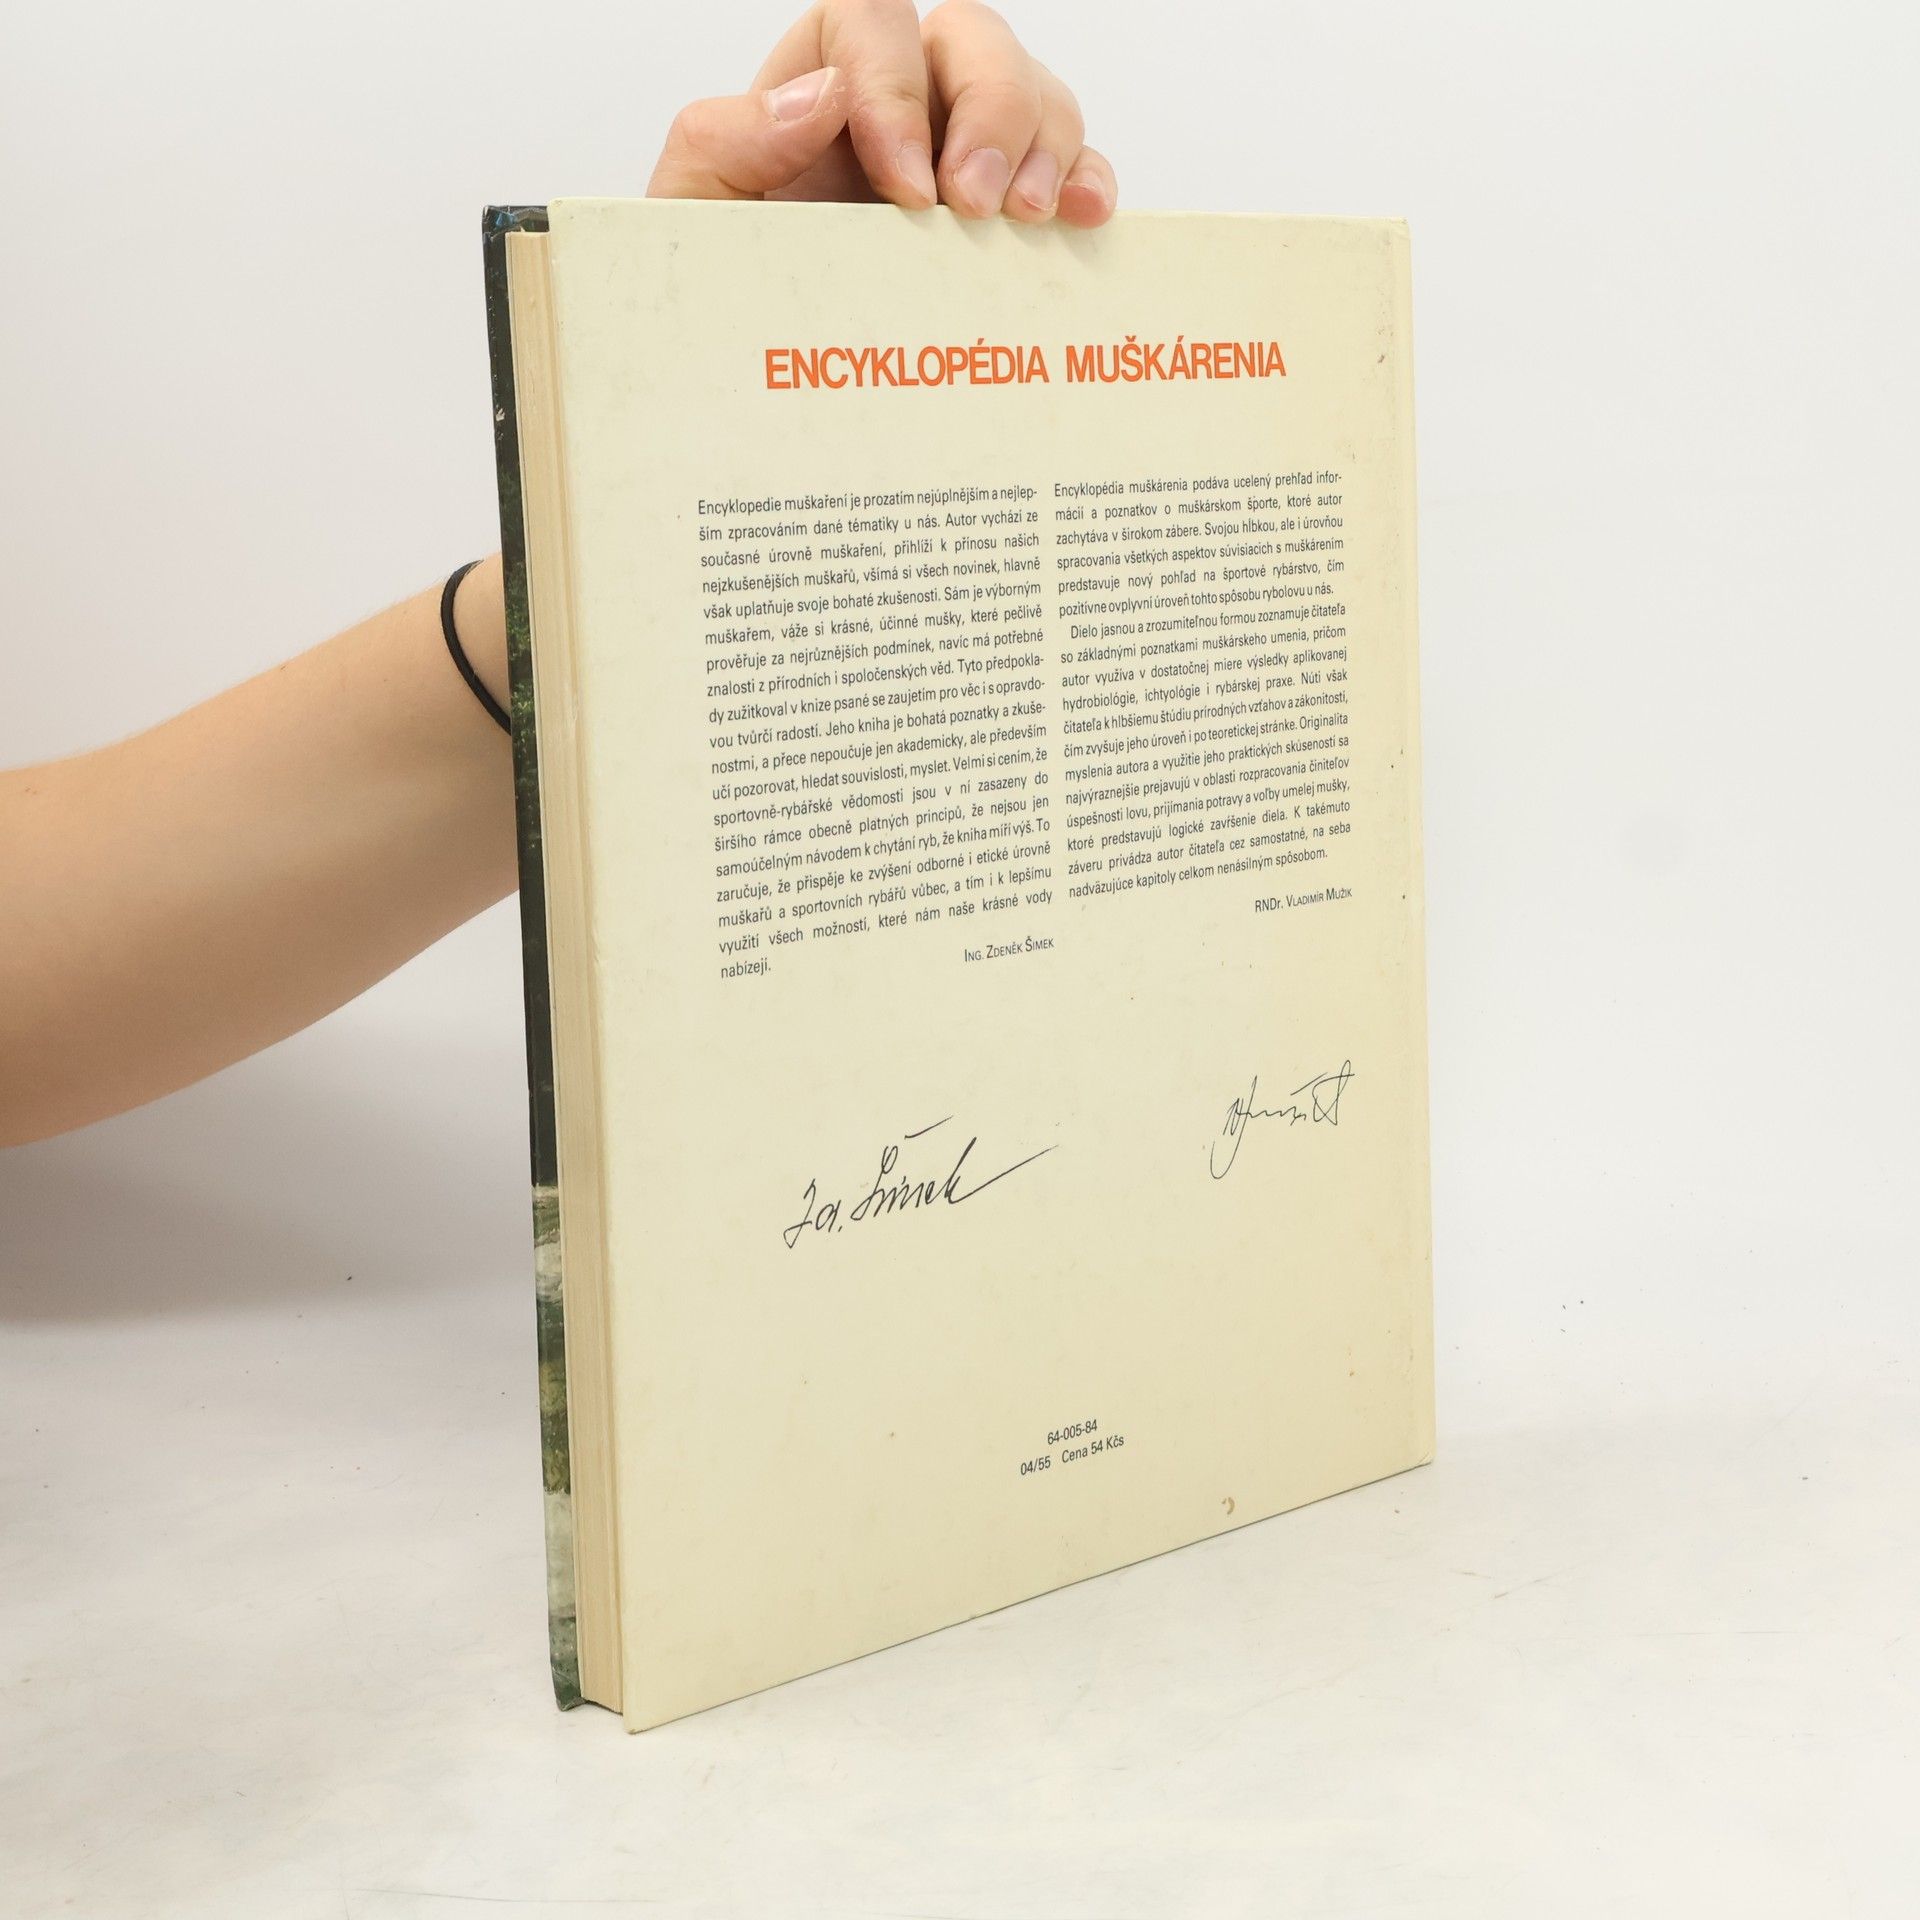 ENCYKLOPÉDIA MUŠKÁRENIA
Encyklopedie muškaření je prozatím nejúplnějším a nejlep-
ším zpracováním dané tématiky u nás. Autor vychází ze
současné úrovně muškaření, přihlíží k přínosu našich
nejzkušenějších muškařů, všímá si všech novinek, hlavně
však uplatňuje svoje bohaté zkušenosti. Sám je výborným
muškařem, váže si krásné, účinné mušky, které pečlivě
prověřuje za nejrůznějších podmínek, navíc má potřebné
znalosti z přírodních i spoločenských věd. Tyto předpokla-
dy zužitkoval v knize psané se zaujetím pro věc i s opravdo-
vou tvůrčí radostí. Jeho kniha je bohatá poznatky a zkuše-
nostmi, a přece nepoučuje jen akademicky, ale především
učí pozorovat, hledat souvislosti, myslet. Velmi si cením, že
sportovně-rybářské vědomosti jsou v ní zasazeny do
širšího rámce obecně platných principů, že nejsou jen
samoúčelným návodem k chytání ryb, že kniha míří výš. To
zaručuje, že přispěje ke zvýšení odborné i etické úrovně
muškařů a sportovních rybářů vůbec, a tím i k lepšímu
využití všech možností, které nám naše krásné vody
nabízejí.
ING. ZDENĚK ŠIMEK
Encyklopédia muškárenia podáva ucelený prehľad infor-
mácií a poznatkov o muškárskom športe, ktoré autor
zachytáva v širokom zábere. Svojou hĺbkou, ale i úrovňou
spracovania všetkých aspektov súvisiacich s muškárením
predstavuje nový pohľad na športové rybárstvo, čím
pozitívne ovplyvní úroveň tohto spôsobu rybolovu u nás.
Dielo jasnou a zrozumiteľnou formou zoznamuje čitateľa
so základnými poznatkami muškárskeho umenia, pričom
autor využíva v dostatočnej miere výsledky aplikovanej
hydrobiológie, ichtyológie i rybárskej praxe. Núti však
čitateľa k hlbšiemu štúdiu prírodných vzťahov a zákonitostí,
čím zvyšuje jeho úroveň i po teoretickej stránke. Originalita
myslenia autora a využitie jeho praktických skúseností sa
najvýraznejšie prejavujú v oblasti rozpracovania činiteľov
úspešnosti lovu, prijímania potravy a voľby umelej mušky,
ktoré predstavujú logické zavŕšenie diela. K takémuto
záveru privádza autor čitateľa cez samostatné, na seba
nadväzujúce kapitoly celkom nenásilným spôsobom.
RNDr. VLADIMÍR MUŽIK
Zd. Šimek
64-005-84
04/55 Cena 54 Kčs